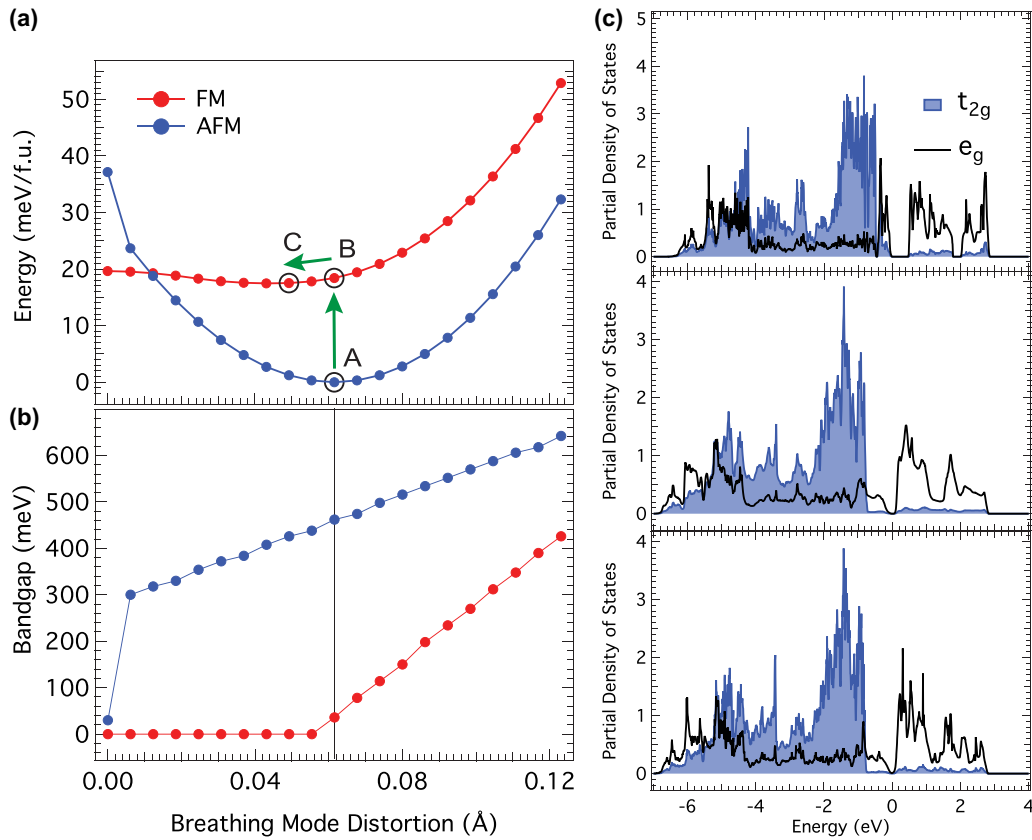 (a)
50
40
30
20
10
0
Energy (meV/f.u.)
FM
AFM
C
B
A
(b)
600
500
400
300
200
100
0
Bandgap (meV)
0.00
0.04
0.08
0.12
Breathing Mode Distortion (Å)
(c)
5
4
3
2
1
0
Partial Density of States
t2g
eg
4
3
2
1
0
Partial Density of States
4
3
2
1
0
Partial Density of States
-6
-4
-2
0
2
4
Energy (eV)